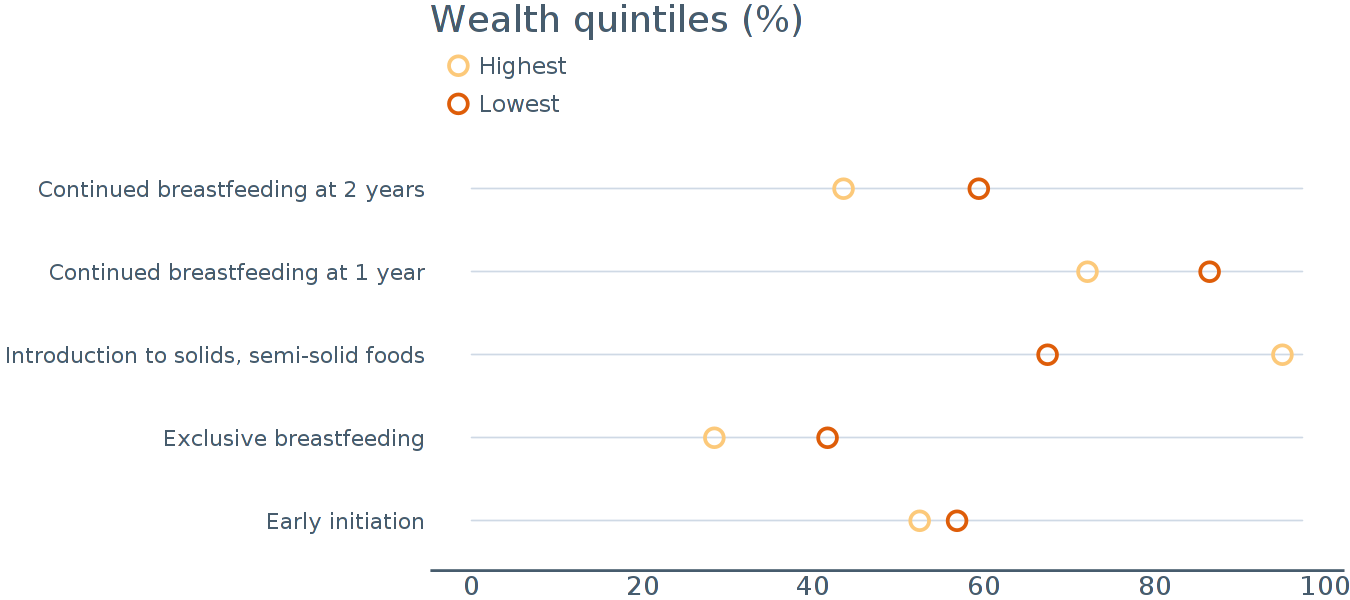 Wealth quintiles (%)
Highest
Lowest
Continued breastfeeding at 2 years
Continued breastfeeding at 1 year
Introduction to solids, semi-solid foods
Exclusive breastfeeding
Early initiation
0 20 40 60 80 100